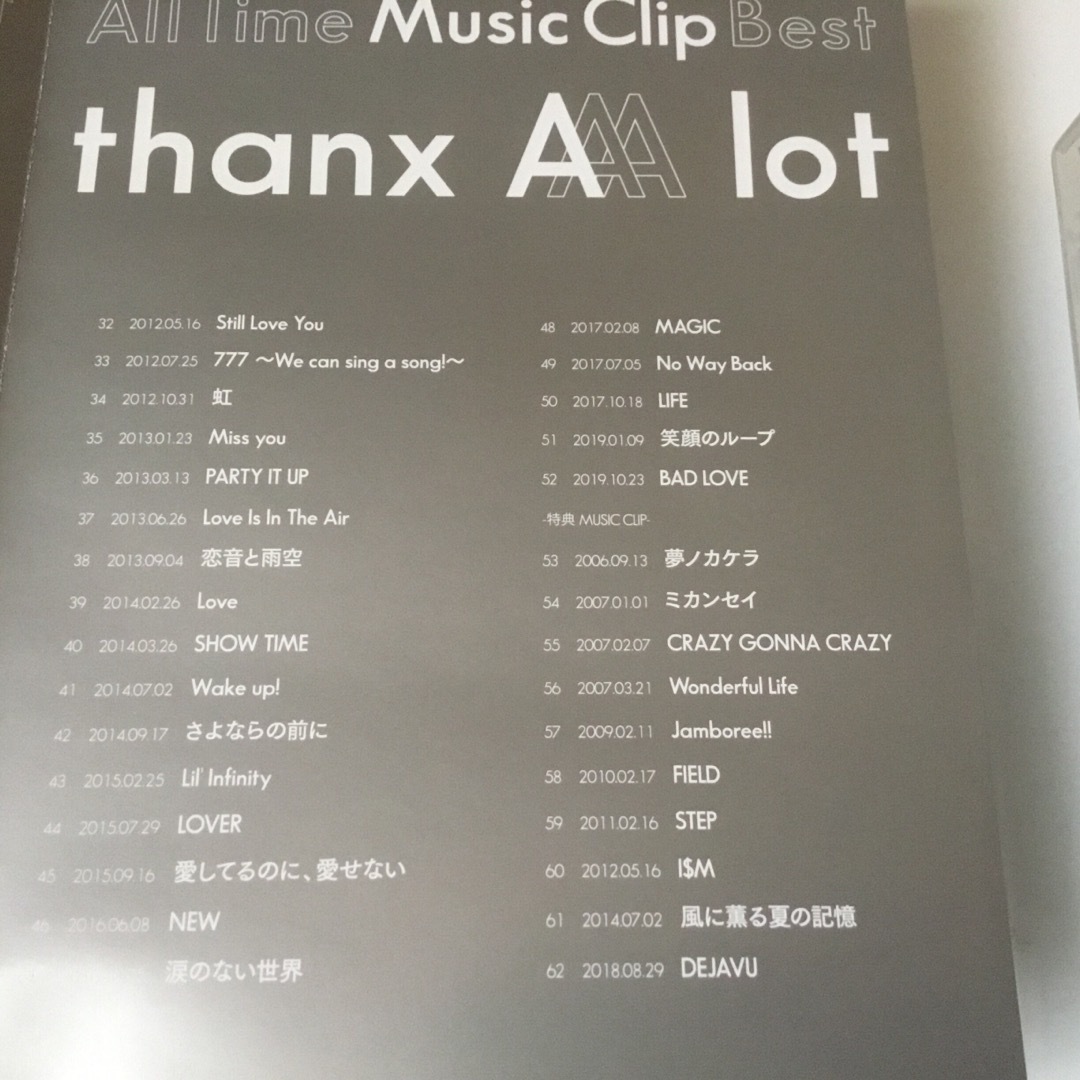 All Time Music Clip Best
thanx AAA lot
32 2012.05.16 Still Love You
33 2012.07.25 777 ～We can sing a song!～
34 2012.10.31 虹
35 2013.01.23 Miss you
36 2013.03.13 PARTY IT UP
37 2013.06.26 Love Is In The Air
38 2013.09.04 恋音と雨空
39 2014.02.26 Love
40 2014.03.26 SHOW TIME
41 2014.07.02 Wake up!
42 2014.09.17 さよならの前に
43 2015.02.25 Lil' Infinity
44 2015.07.29 LOVER
45 2015.09.16 愛してるのに、愛せない
46 2016.06.08 NEW
涙のない世界
48 2017.02.08 MAGIC
49 2017.07.05 No Way Back
50 2017.10.18 LIFE
51 2019.01.09 笑顔のループ
52 2019.10.23 BAD LOVE
-特典 MUSIC CLIP-
53 2006.09.13 夢ノカケラ
54 2007.01.01 ミカンセイ
55 2007.02.07 CRAZY GONNA CRAZY
56 2007.03.21 Wonderful Life
57 2009.02.11 Jamboree!!
58 2010.02.17 FIELD
59 2011.02.16 STEP
60 2012.05.16 I$M
61 2014.07.02 風に薫る夏の記憶
62 2018.08.29 DEJAVU